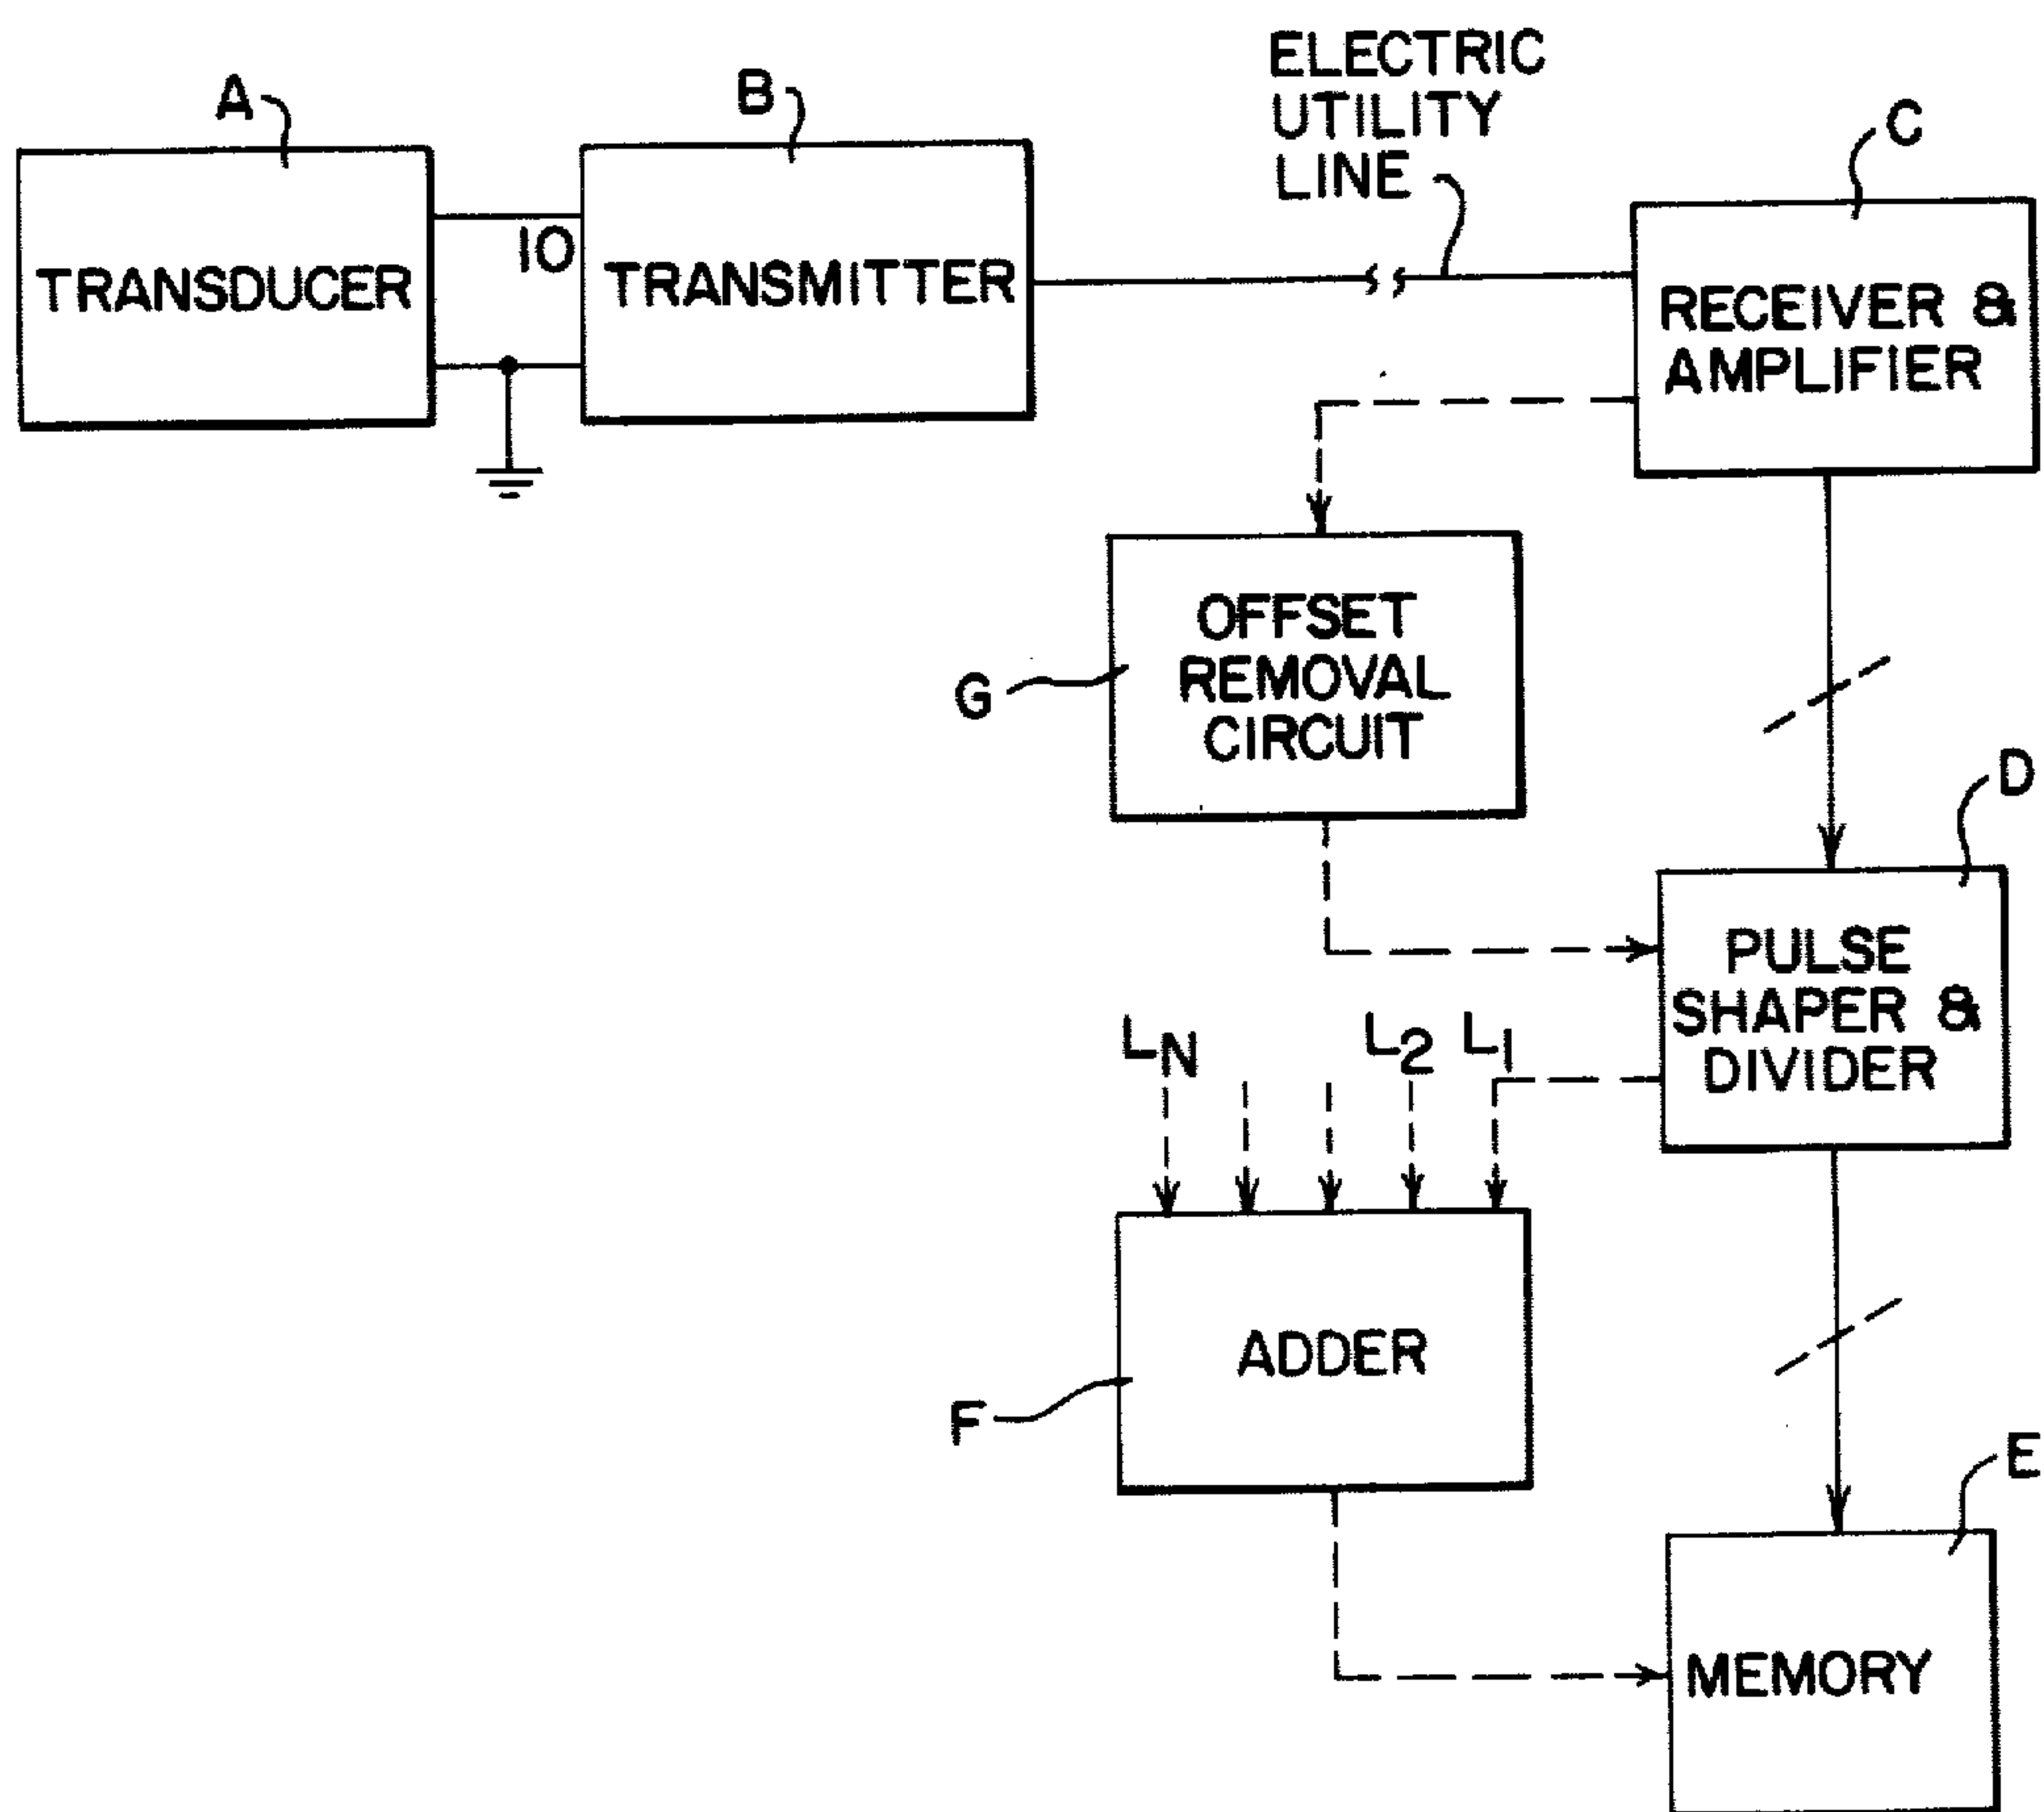 A
B
ELECTRIC
UTILITY
LINE
C
TRANSDUCER
10
TRANSMITTER
RECEIVER &
AMPLIFIER
OFFSET
REMOVAL
CIRCUIT
G
D
PULSE
SHAPER &
DIVIDER
LN
L2
L1
ADDER
F
E
MEMORY